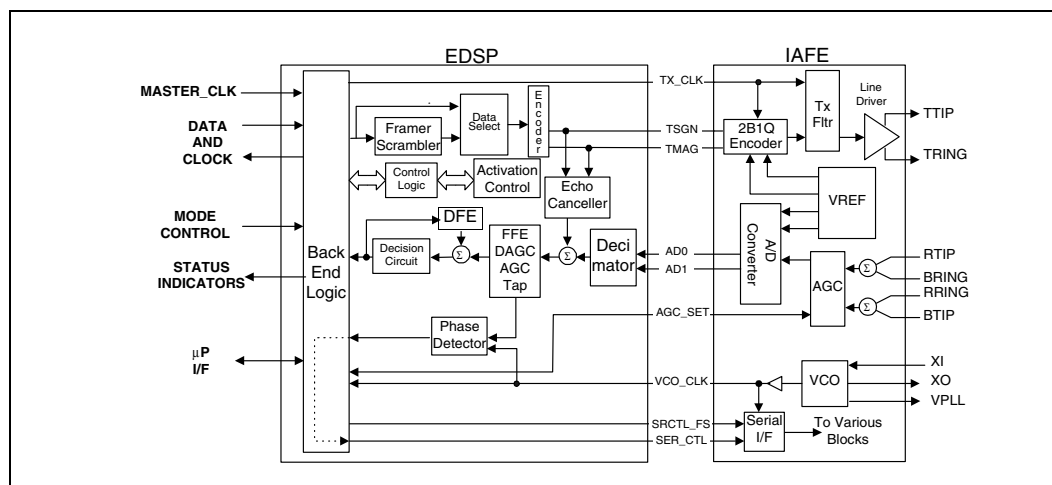 EDSP
IAFE
MASTER_CLK
DATA
AND
CLOCK
MODE
CONTROL
STATUS
INDICATORS
µP
I/F
Back
End
Logic
Framer
Scrambler
Data
Select
Encoder
Control
Logic
Activation
Control
Echo
Canceller
DFE
Decision
Circuit
Σ
FFE
DAGC
AGC
Tap
Σ
Deci
mator
Phase
Detector
TX_CLK
TSGN
TMAG
AD0
AD1
AGC_SET
VCO_CLK
SRCTL_FS
SER_CTL
2B1Q
Encoder
Tx
Fltr
Line
Driver
TTIP
TRING
VREF
A/D
Converter
AGC
Σ
Σ
RTIP
BRING
RRING
BTIP
VCO
XI
XO
VPLL
Serial
I/F
To Various
Blocks